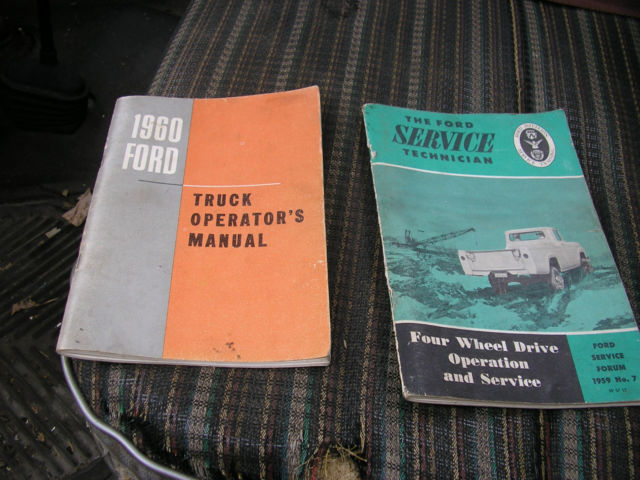 1960
FORD
TRUCK
OPERATOR'S
MANUAL
THE FORD
SERVICE
TECHNICIAN
Four Wheel Drive
Operation
and Service
FORD
SERVICE
FORUM
1959 No. 7